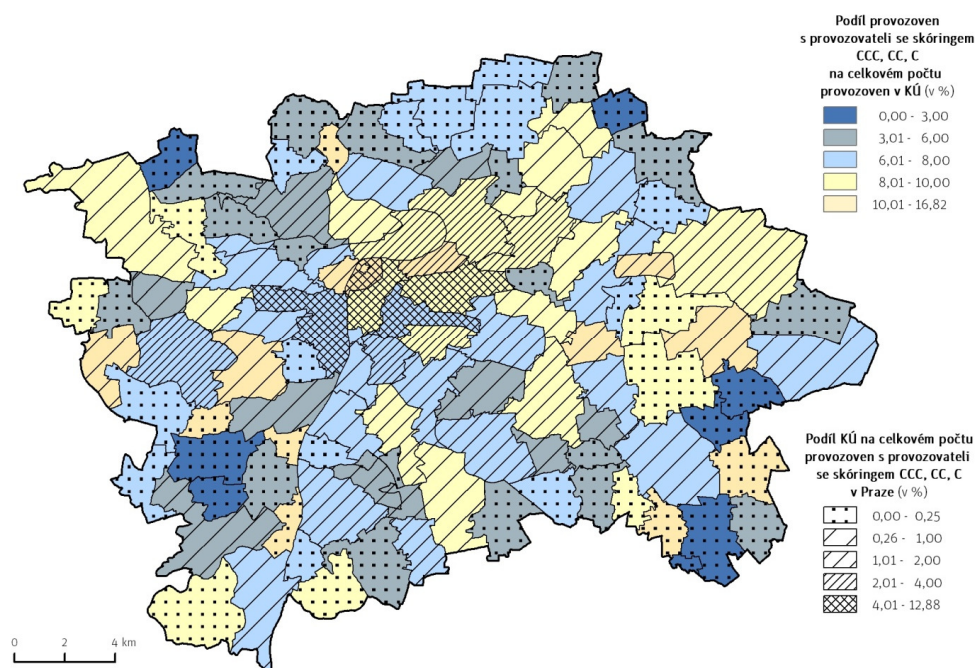 Podíl provozoven
s provozovateli se skóringem
CCC, CC, C
na celkovém počtu
provozoven v KÚ (v %)
0,00 - 3,00
3,01 - 6,00
6,01 - 8,00
8,01 - 10,00
10,01 - 16,82
Podíl KÚ na celkovém počtu
provozoven s provozovateli
se skóringem CCC, CC, C
v Praze (v %)
0,00 - 0,25
0,26 - 1,00
1,01 - 2,00
2,01 - 4,00
4,01 - 12,88
0 2 4 km